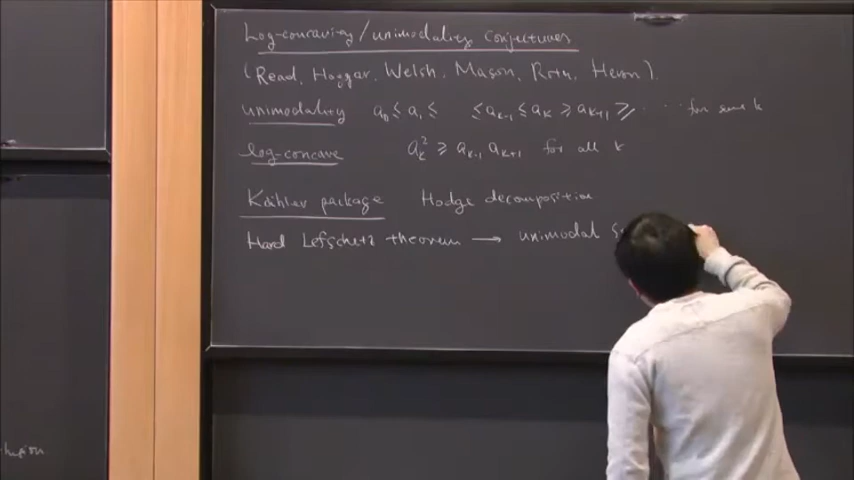 Log-concavity/unimodality conjectures
(Read, Hoggar, Welsh, Mason, Rota, Heron).
unimodality a₀ ≤ a₁ ≤ ≤ aₖ₋₁ ≤ aₖ ≥ aₖ₊₁ ≥ · · · for some k
log-concave aₖ² ≥ aₖ₋₁ aₖ₊₁ for all k
Kähler package Hodge decomposition
Hard Lefschetz theorem → unimodal